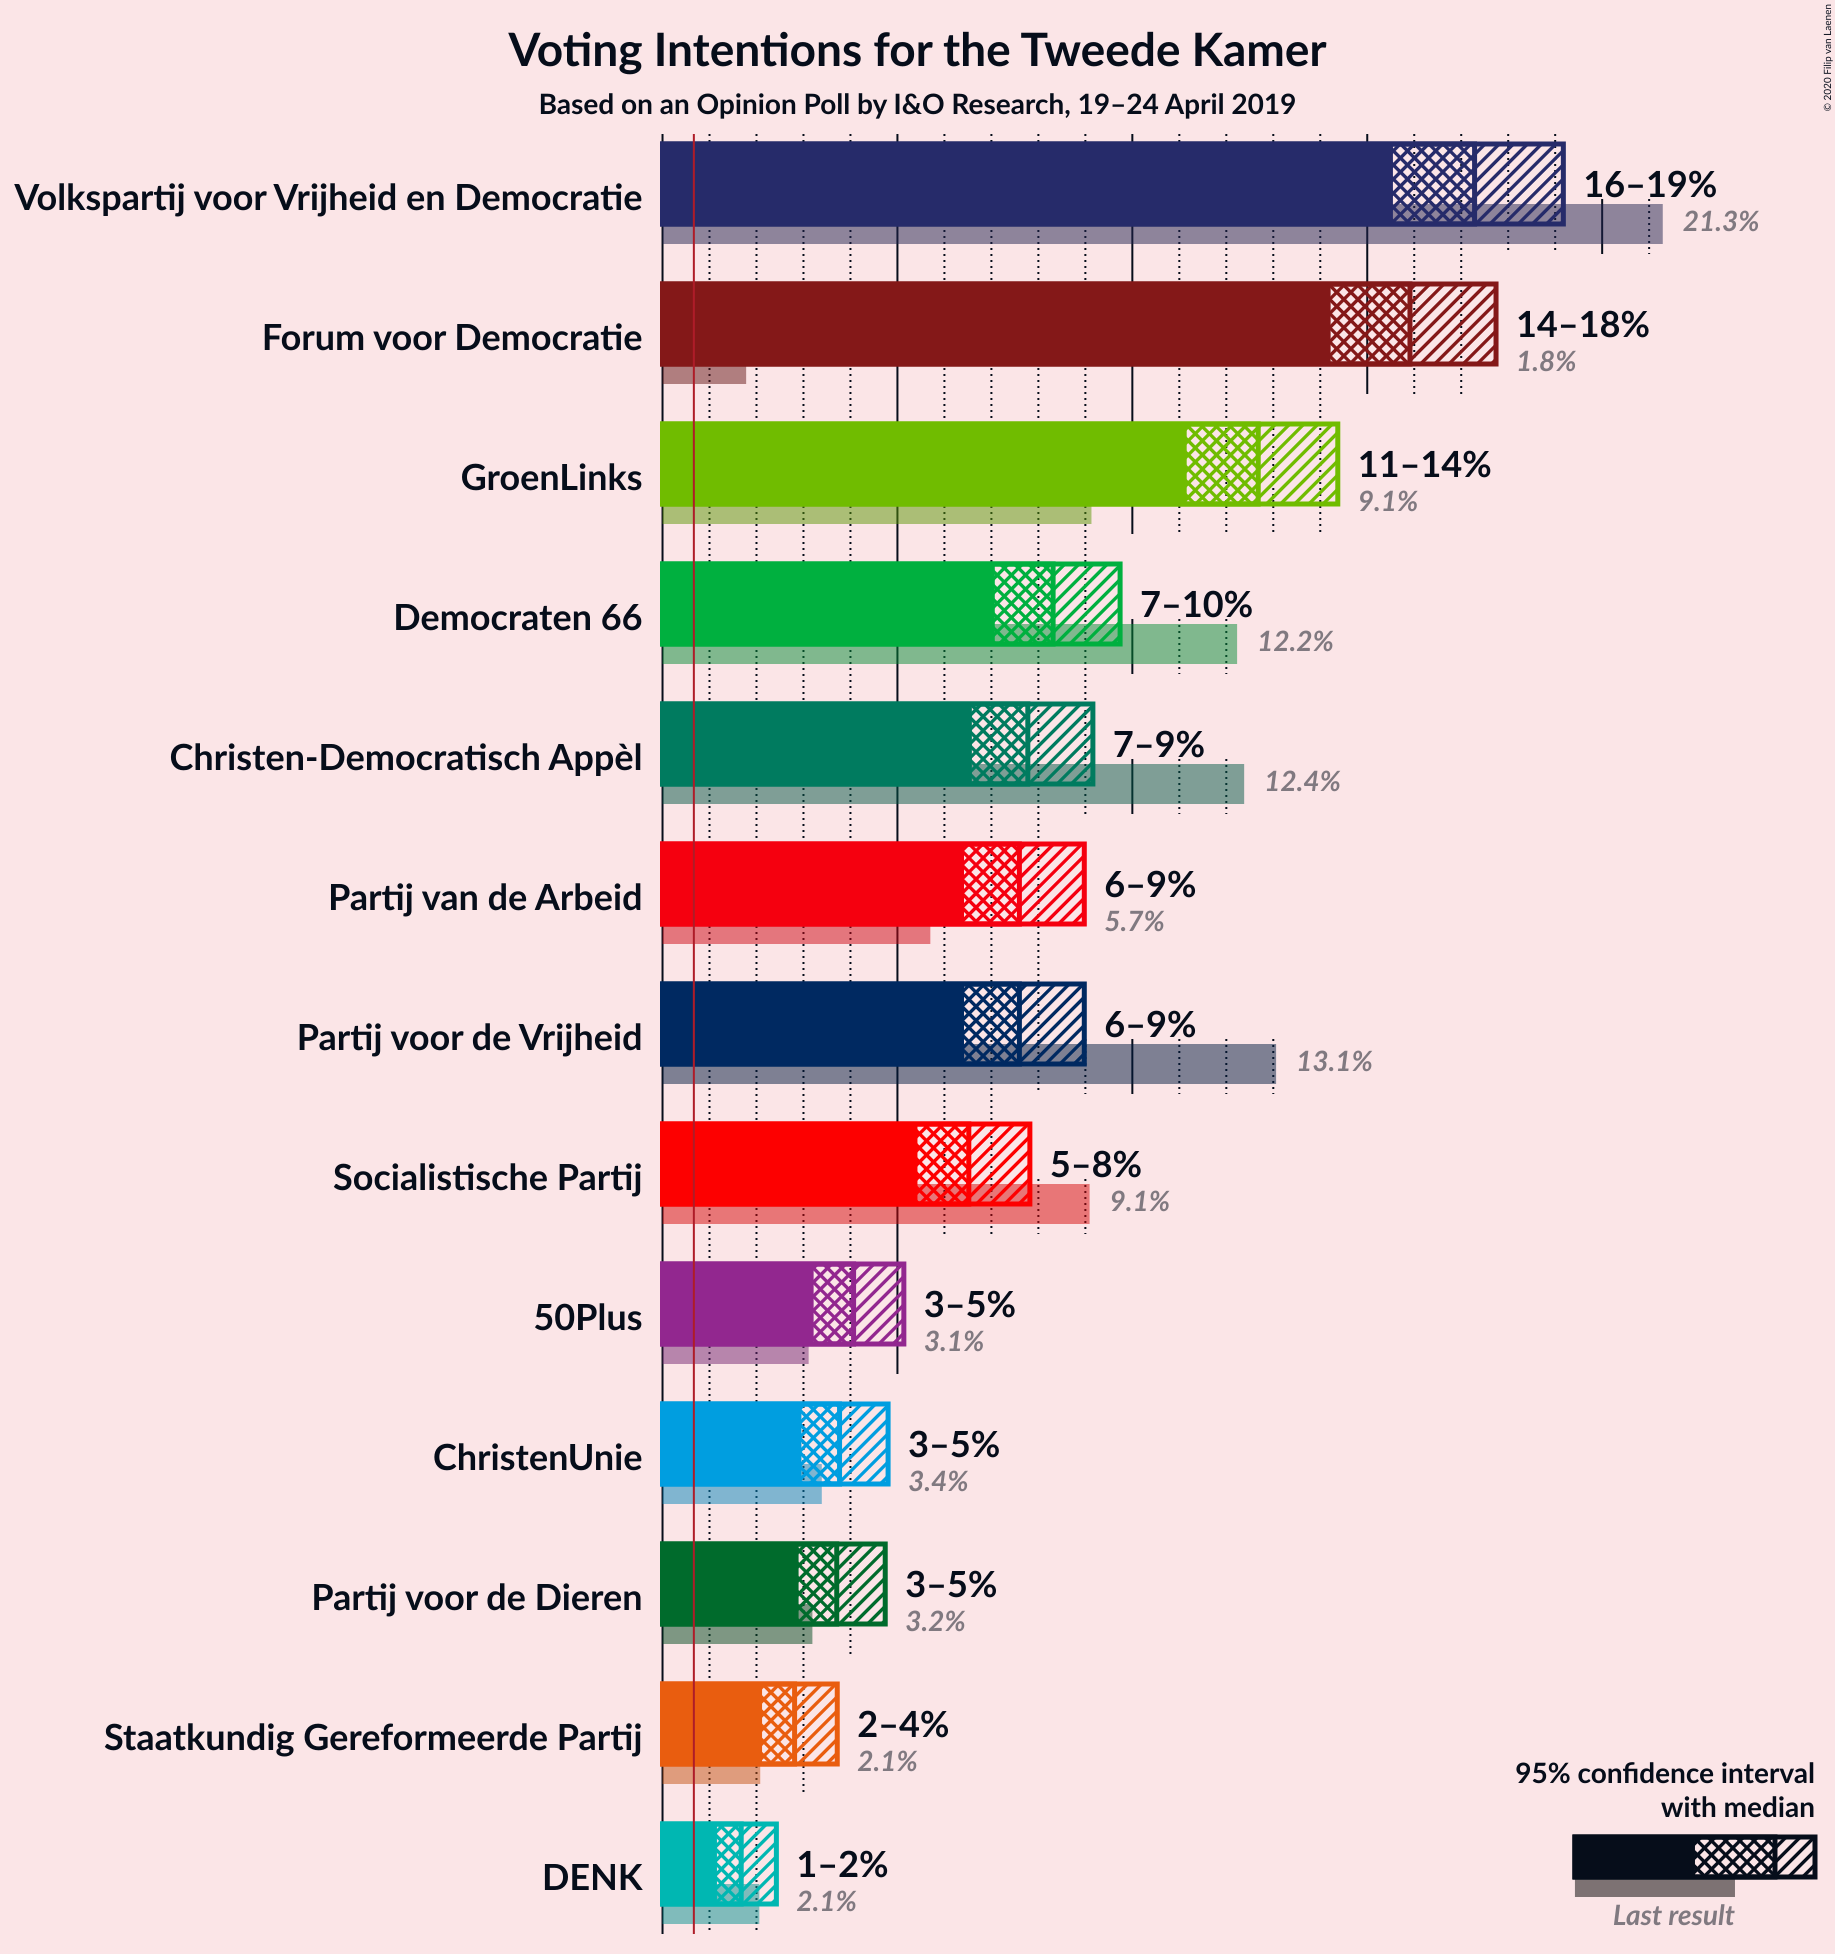 Voting Intentions for the Tweede Kamer
Based on an Opinion Poll by I&O Research, 19–24 April 2019
© 2020 Filip van Laenen
Volkspartij voor Vrijheid en Democratie
16–19%
21.3%
Forum voor Democratie
14–18%
1.8%
GroenLinks
11–14%
9.1%
Democraten 66
7–10%
12.2%
Christen-Democratisch Appèl
7–9%
12.4%
Partij van de Arbeid
6–9%
5.7%
Partij voor de Vrijheid
6–9%
13.1%
Socialistische Partij
5–8%
9.1%
50Plus
3–5%
3.1%
ChristenUnie
3–5%
3.4%
Partij voor de Dieren
3–5%
3.2%
Staatkundig Gereformeerde Partij
2–4%
2.1%
DENK
1–2%
2.1%
95% confidence interval
with median
Last result